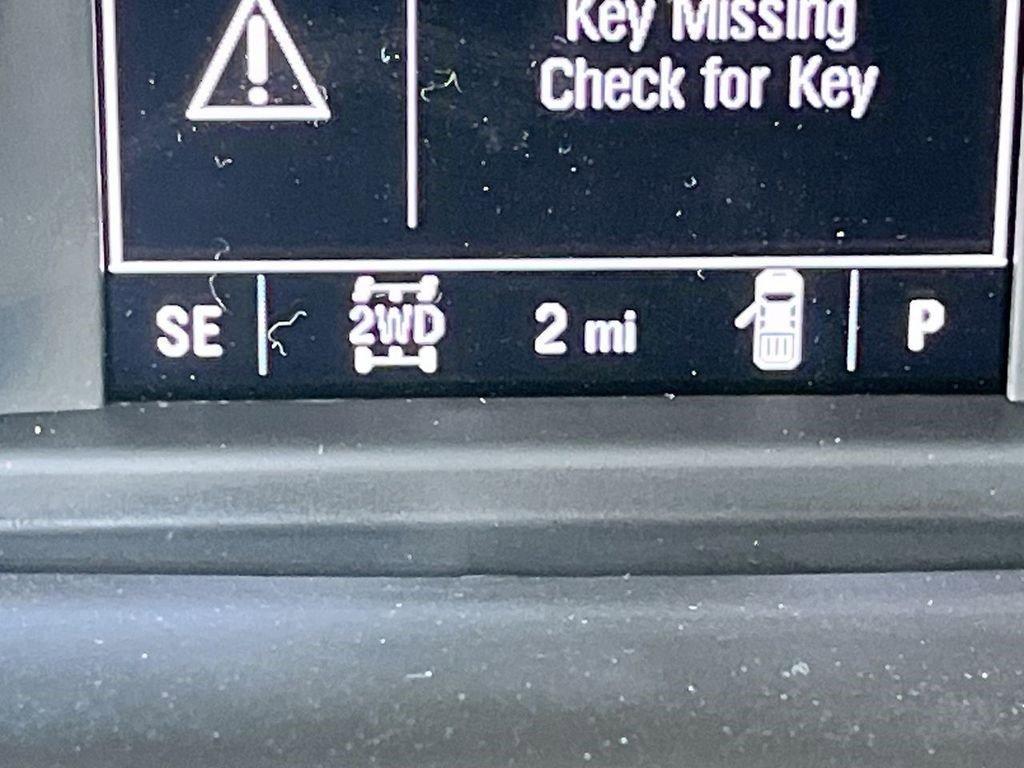 Key Missing
Check for Key
SE
2WD
2 mi
P